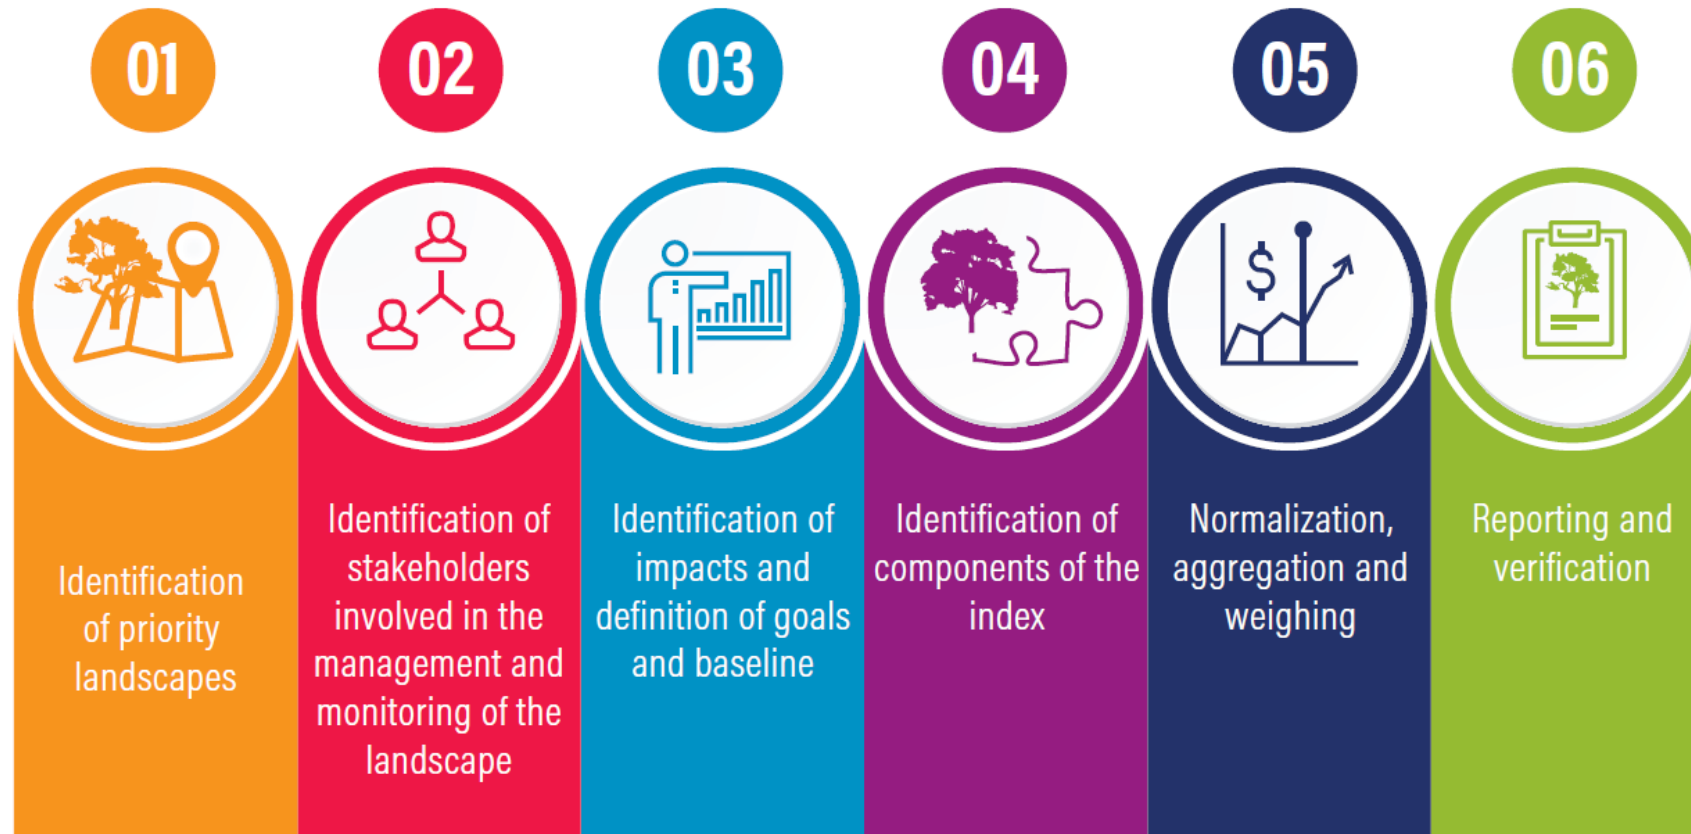 01
02
03
04
05
06
Identification
of priority
landscapes
Identification of
stakeholders
involved in the
management and
monitoring of the
landscape
Identification of
impacts and
definition of goals
and baseline
Identification of
components of the
index
$
Normalization,
aggregation and
weighing
Reporting and
verification